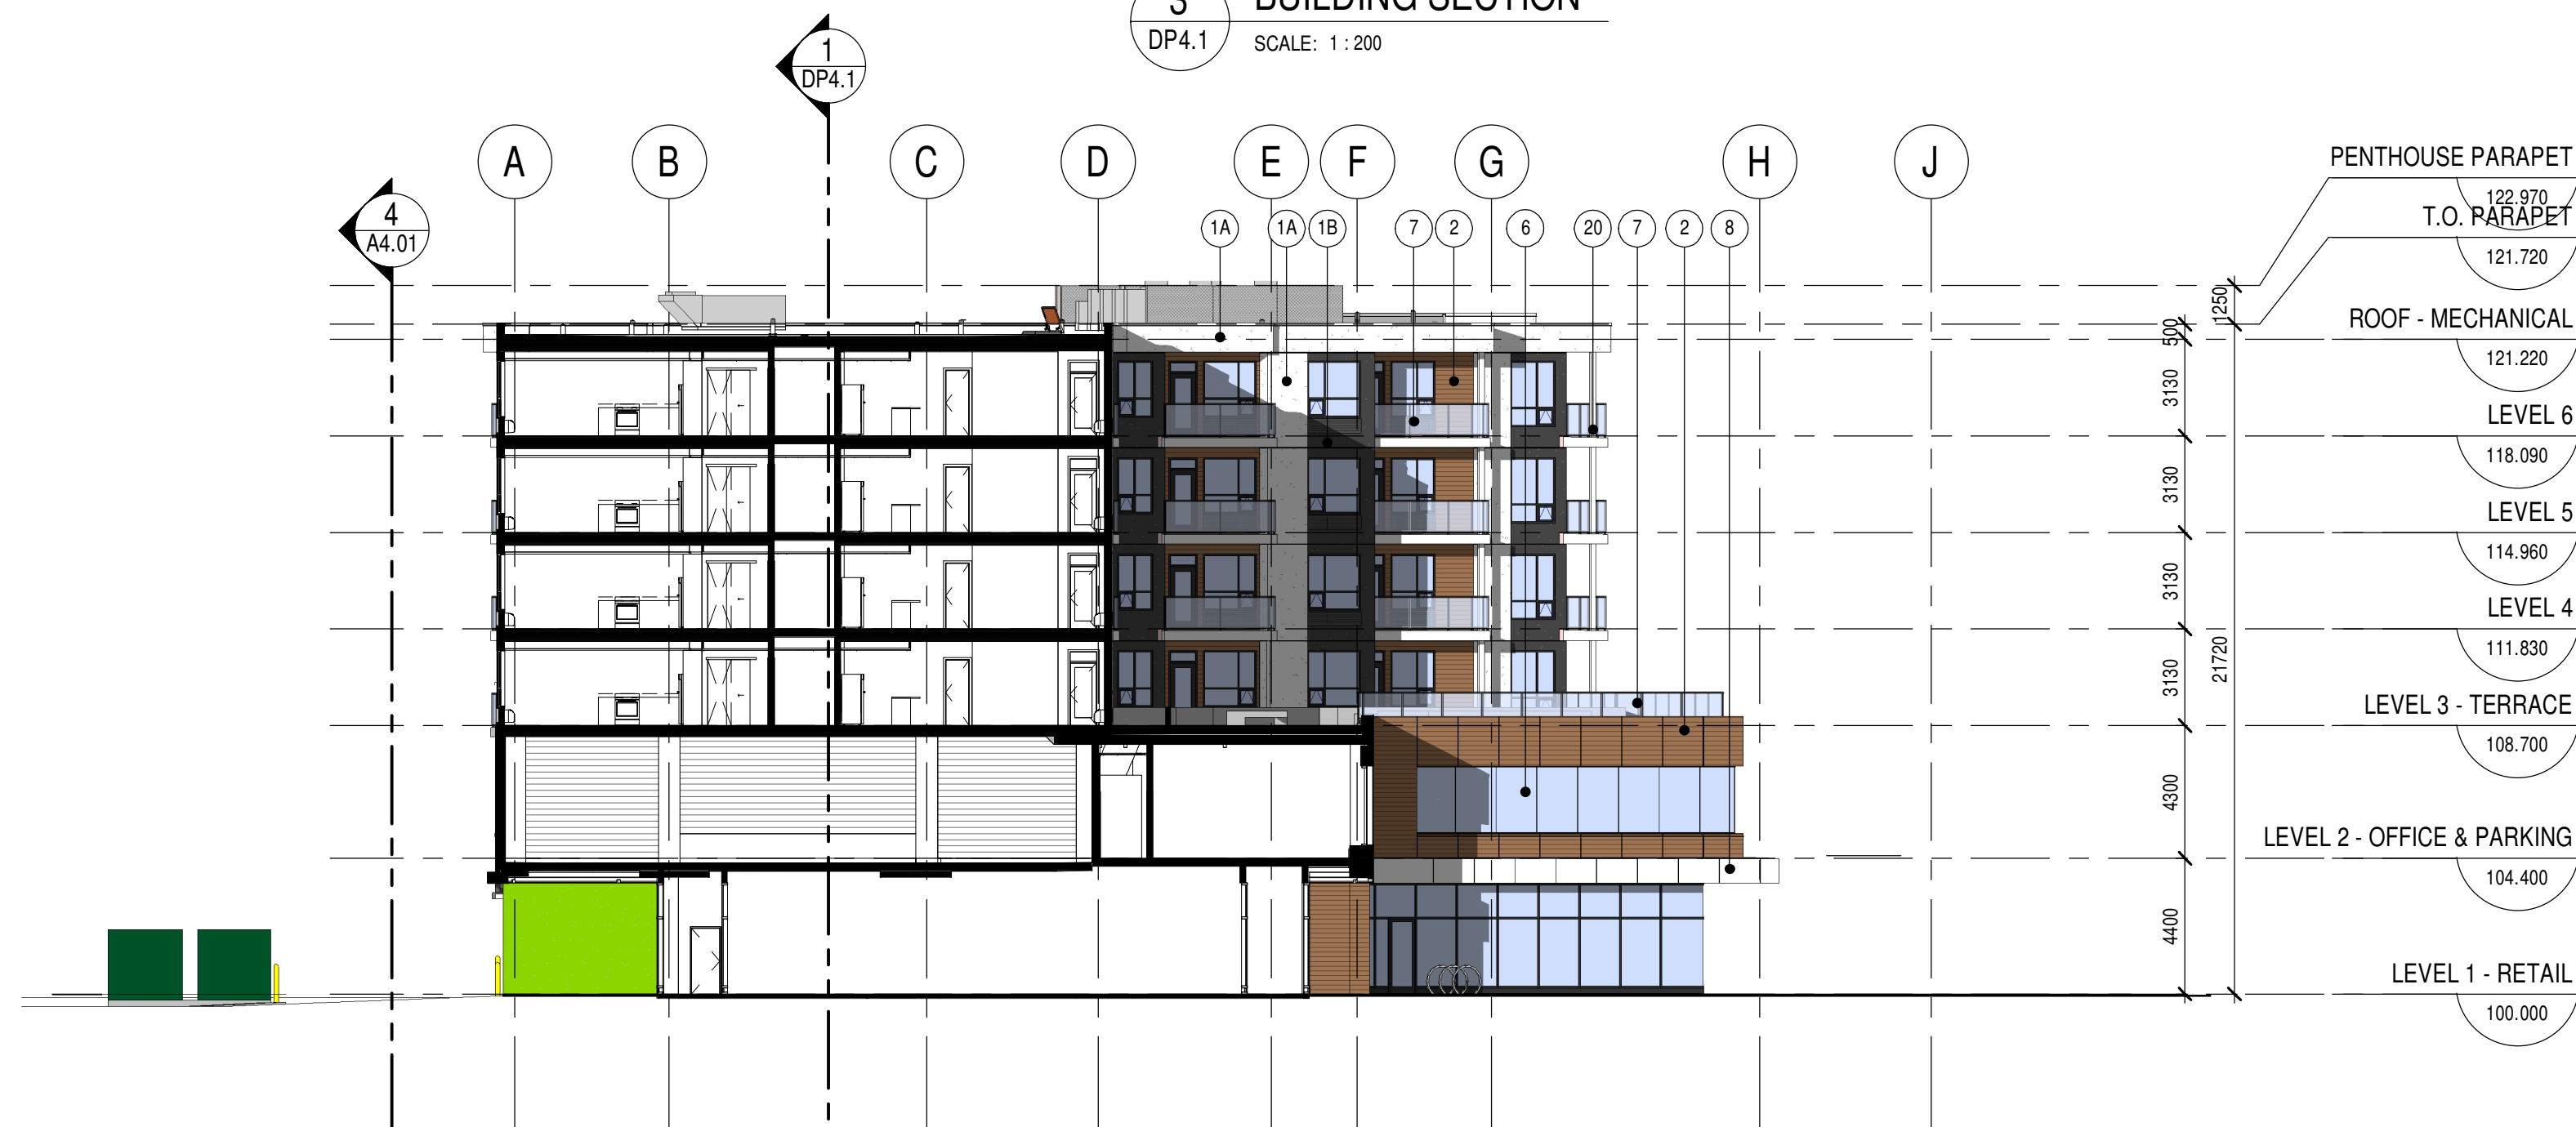 3
BUILDING SECTION
DP4.1
SCALE: 1 : 200
1
DP4.1
4
A4.01
A
B
C
D
E
F
G
H
J
1A
1A
1B
7
2
6
20
7
2
8
PENTHOUSE PARAPET
122.970
T.O. PARAPET
121.720
ROOF - MECHANICAL
121.220
LEVEL 6
118.090
LEVEL 5
114.960
LEVEL 4
111.830
LEVEL 3 - TERRACE
108.700
LEVEL 2 - OFFICE & PARKING
104.400
LEVEL 1 - RETAIL
100.000
1250
500
3130
3130
3130
3130
4300
4400
21720